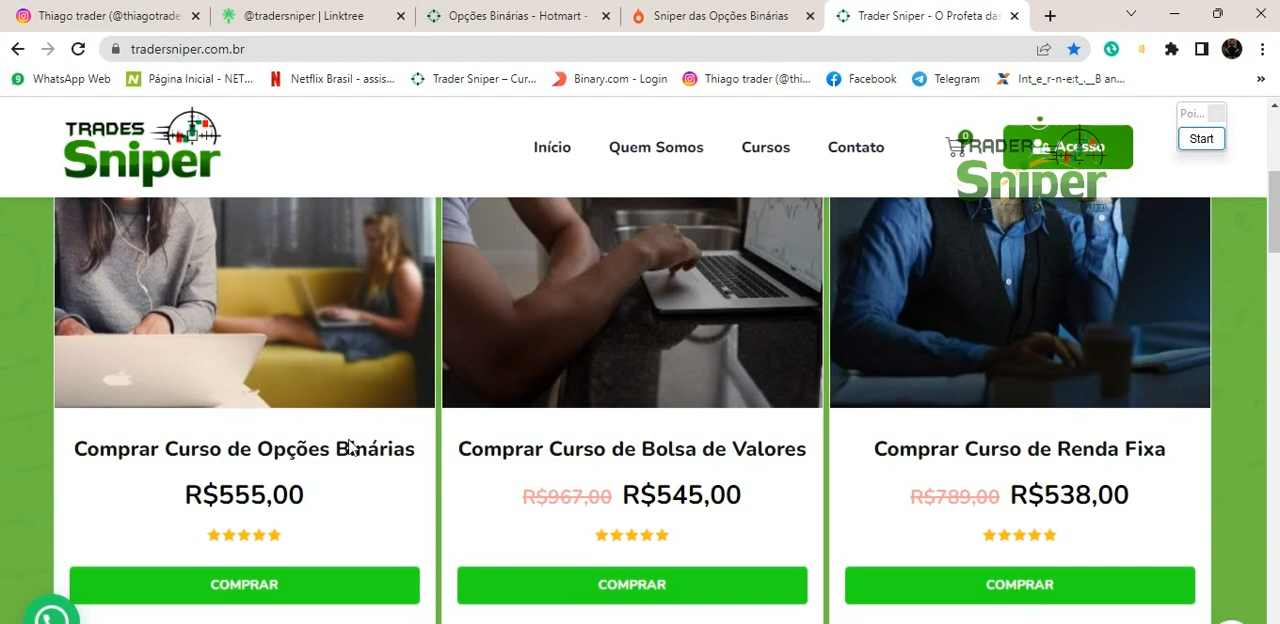 Thiago trader (@thiagotrade
@tradersniper | Linktree
Opções Binárias - Hotmart -
Sniper das Opções Binárias
Trader Sniper - O Profeta das
tradersniper.com.br
WhatsApp Web
Página Inicial - NET...
Netflix Brasil - assis...
Trader Sniper – Cur...
Binary.com - Login
Thiago trader (@thi...
Facebook
Telegram
Int_e_r-n-e:t_:__B an...
»
TRADES
Sniper
Início
Quem Somos
Cursos
Contato
0
Acesso
TRADER
Sniper
Poi...
Start
Comprar Curso de Opções Binárias
R$555,00
COMPRAR
Comprar Curso de Bolsa de Valores
R$967,00 R$545,00
COMPRAR
Comprar Curso de Renda Fixa
R$789,00 R$538,00
COMPRAR